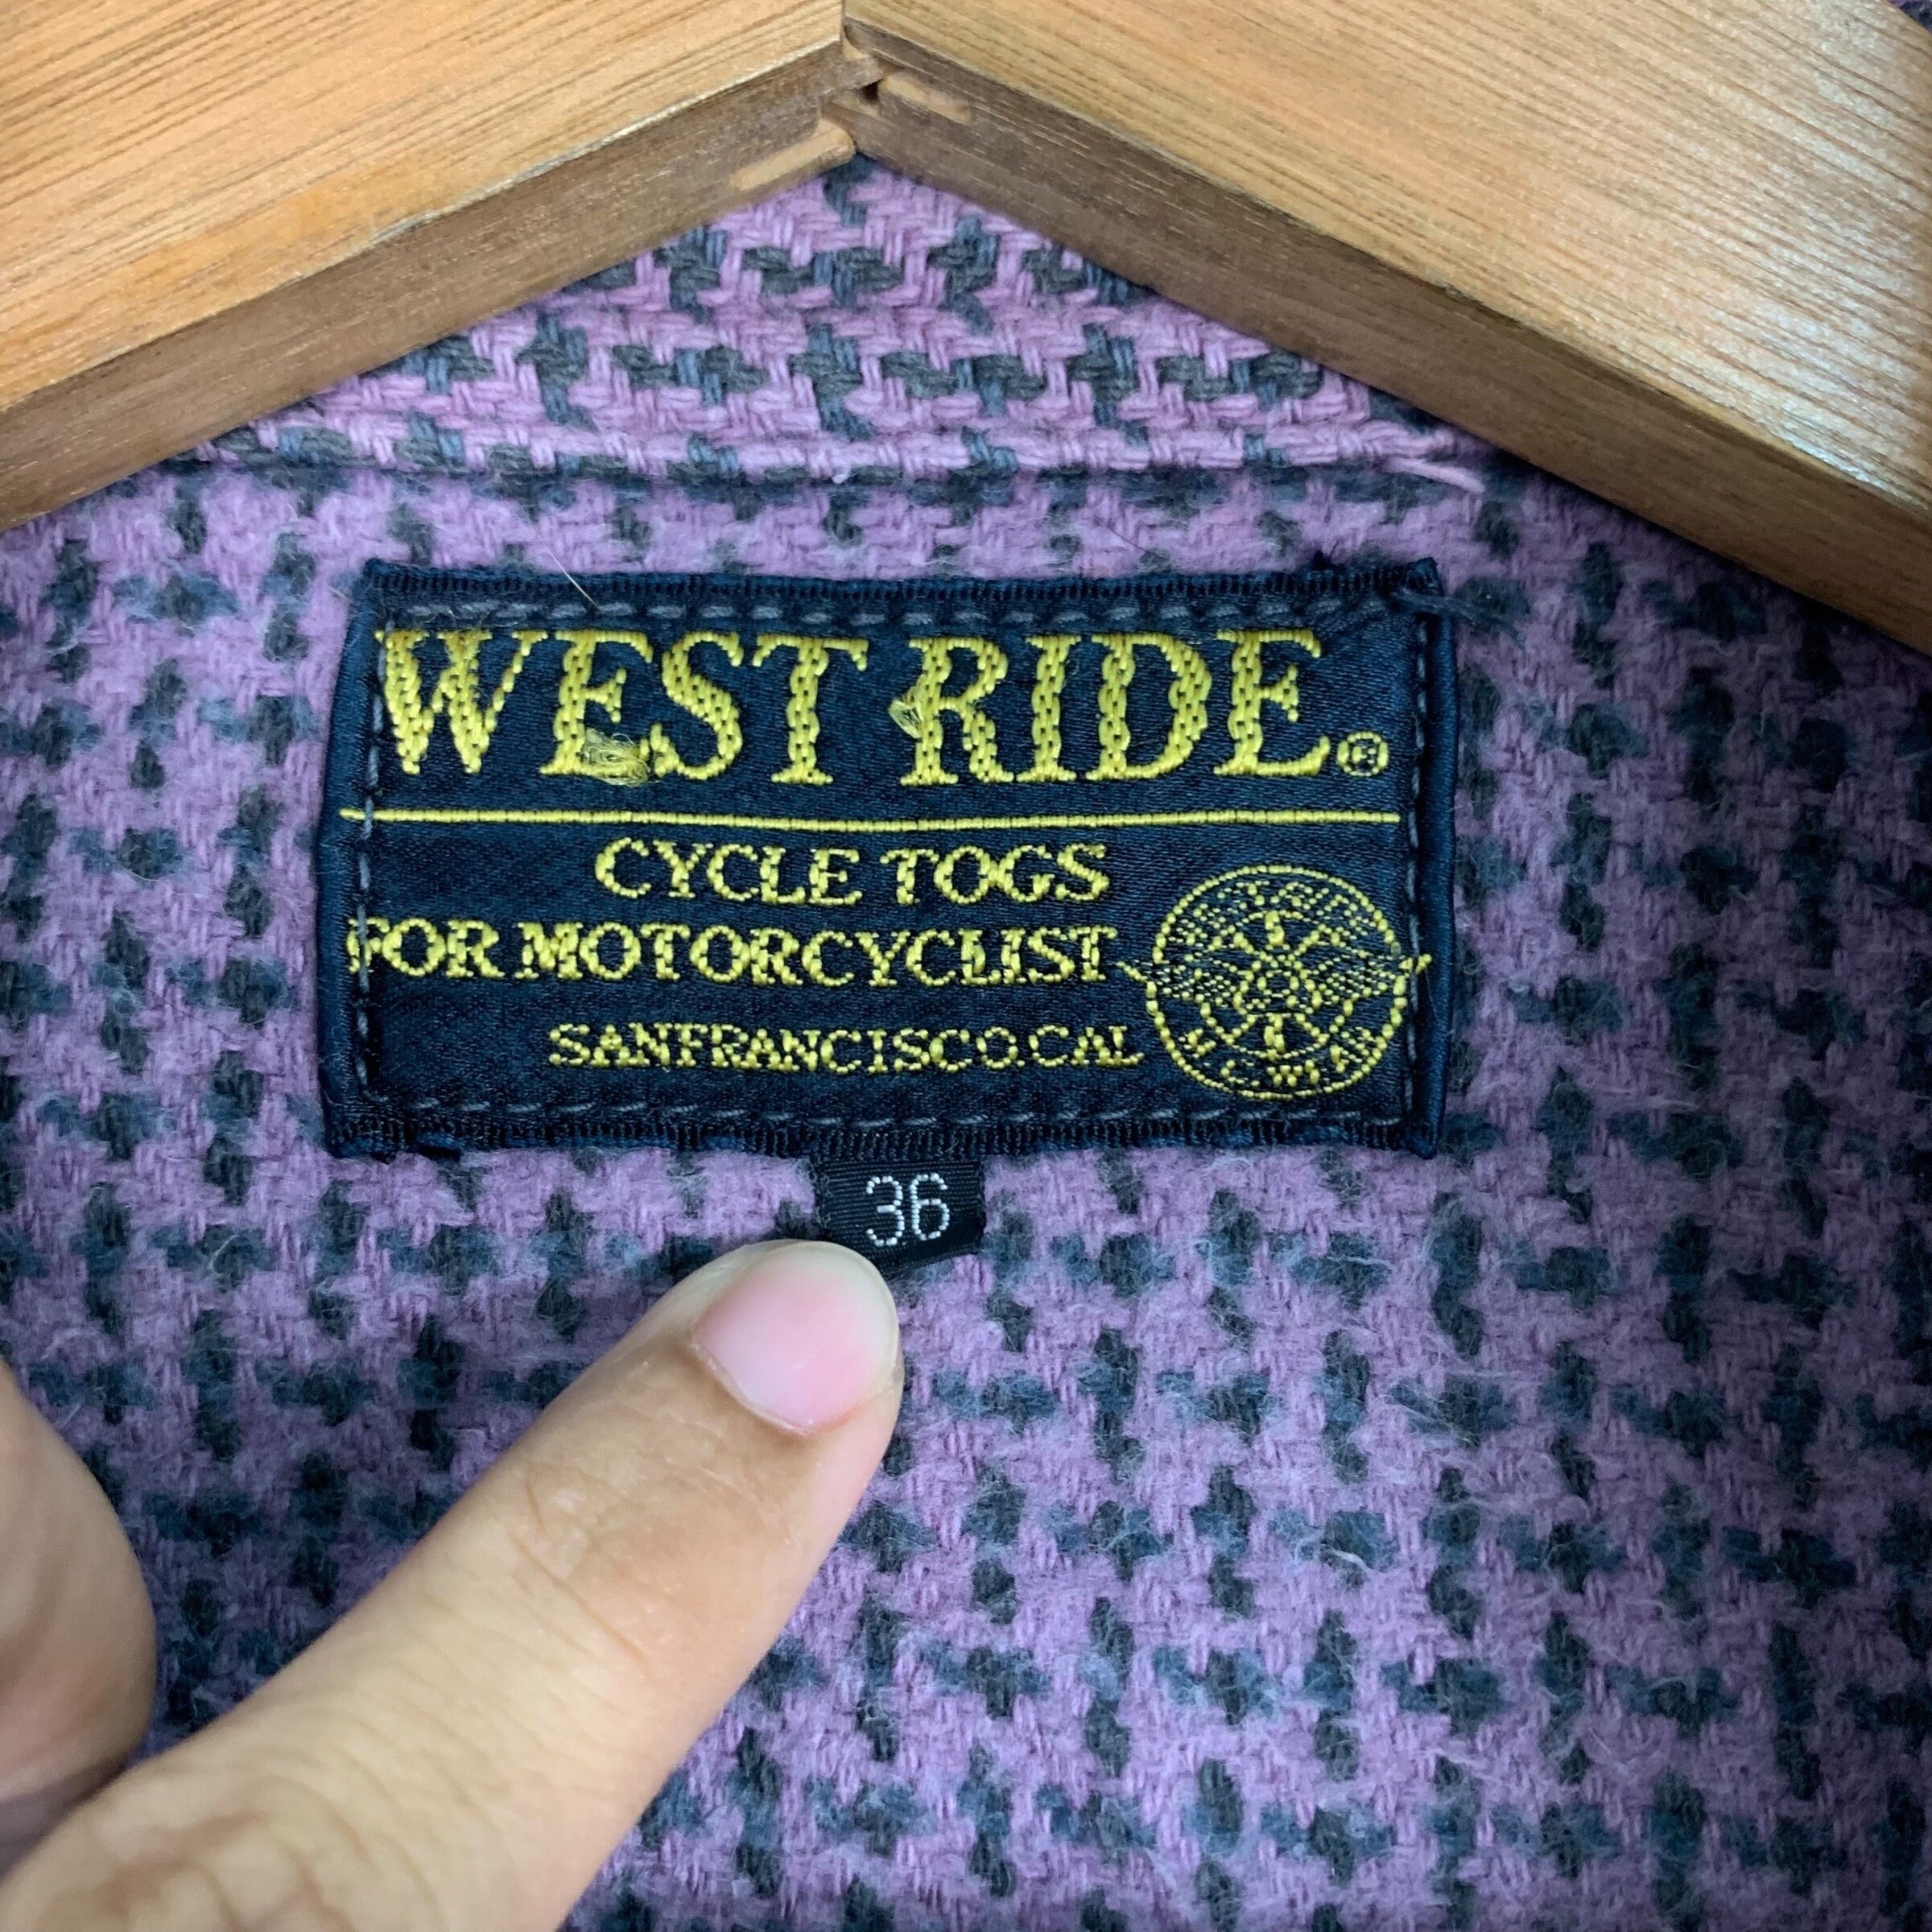 WEST RIDE®
CYCLE TOGS
FOR MOTORCYCLIST
SANFRANCISCO.CAL
36